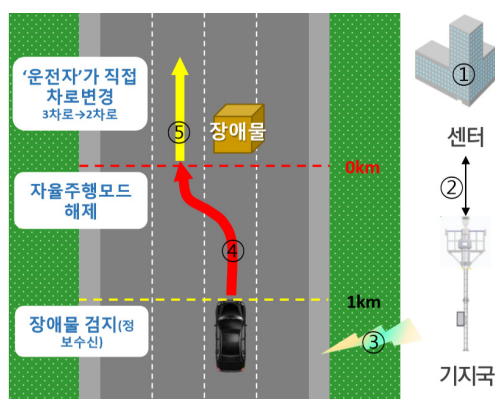 ‘운전자’가 직접
차로변경
3차로→2차로
⑤
장애물
0km
자율주행모드
해제
④
1km
장애물 검지(정
보수신)
③
①
센터
②
기지국